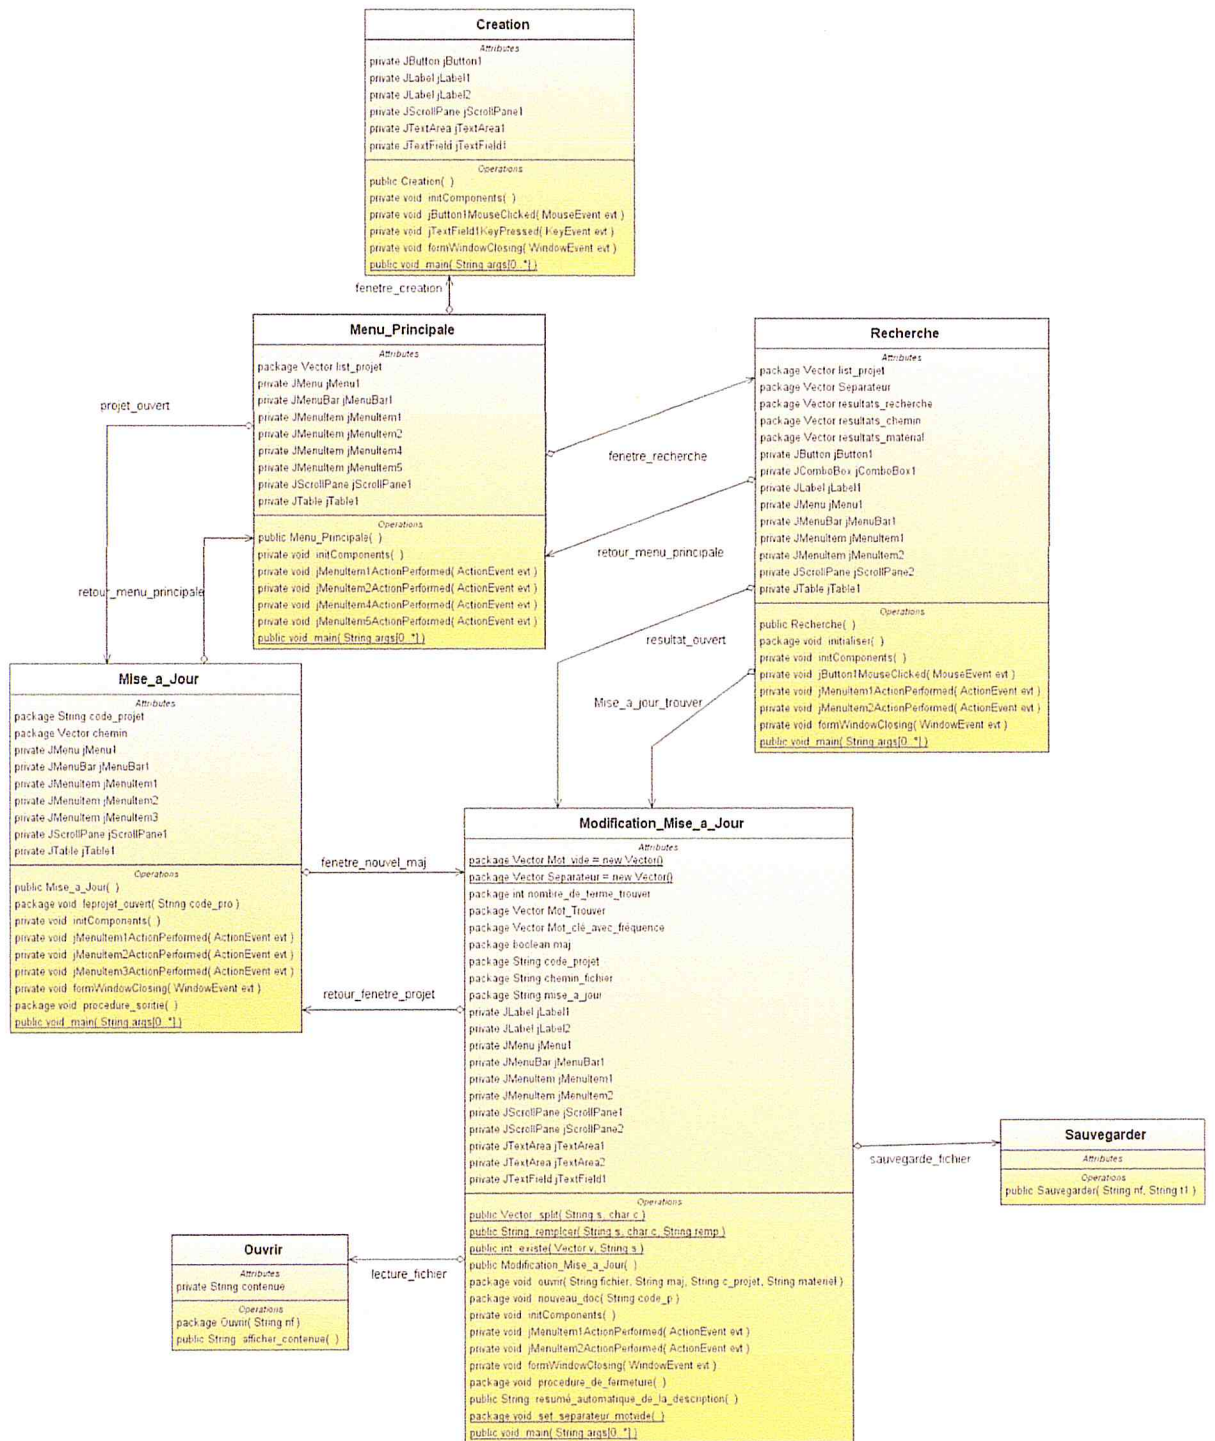 Creation
Attributes
private JButton jButton1
private JLabel jLabel1
private JLabel jLabel2
private JScrollPane jScrollPane1
private JTextArea jTextArea1
private JTextField jTextField1
Operations
public Creation( )
private void initComponents( )
private void jButton1MouseClicked( MouseEvent evt )
private void jTextField1KeyPressed( KeyEvent evt )
private void formWindowClosing( WindowEvent evt )
public void main( String args[0..*] )
fenetre_creation
Menu_Principale
Attributes
package Vector list_projet
private JMenu jMenu1
private JMenuBar jMenuBar1
private JMenuItem jMenuItem1
private JMenuItem jMenuItem2
private JMenuItem jMenuItem4
private JMenuItem jMenuItem5
private JScrollPane jScrollPane1
private JTable jTable1
Operations
public Menu_Principale( )
private void initComponents( )
private void jMenuItem1ActionPerformed( ActionEvent evt )
private void jMenuItem2ActionPerformed( ActionEvent evt )
private void jMenuItem4ActionPerformed( ActionEvent evt )
private void jMenuItem5ActionPerformed( ActionEvent evt )
public void main( String args[0..*] )
Recherche
Attributes
package Vector list_projet
package Vector Separateur
package Vector resultats_recherche
package Vector resultats_chemin
package Vector resultats_material
private JButton jButton1
private JComboBox jComboBox1
private JLabel jLabel1
private JMenu jMenu1
private JMenuBar jMenuBar1
private JMenuItem jMenuItem1
private JMenuItem jMenuItem2
private JScrollPane jScrollPane2
private JTable jTable1
Operations
public Recherche( )
package void initialiser( )
private void initComponents( )
private void jButton1MouseClicked( MouseEvent evt )
private void jMenuItem1ActionPerformed( ActionEvent evt )
private void jMenuItem2ActionPerformed( ActionEvent evt )
private void formWindowClosing( WindowEvent evt )
public void main( String args[0..*] )
projet_ouvert
fenetre_recherche
retour_menu_principale
retour_menu_principale
resultat_ouvert
Mise_a_jour_trouver
Mise_a_Jour
Attributes
package String code_projet
package Vector chemin
private JMenu jMenu1
private JMenuBar jMenuBar1
private JMenuItem jMenuItem1
private JMenuItem jMenuItem2
private JMenuItem jMenuItem3
private JScrollPane jScrollPane1
private JTable jTable1
Operations
public Mise_a_Jour( )
package void leprojet_ouvert( String code_pro )
private void initComponents( )
private void jMenuItem1ActionPerformed( ActionEvent evt )
private void jMenuItem2ActionPerformed( ActionEvent evt )
private void jMenuItem3ActionPerformed( ActionEvent evt )
private void formWindowClosing( WindowEvent evt )
package void procedure_sortie( )
public void main( String args[0..*] )
fenetre_nouvel_maj
retour_fenetre_projet
Modification_Mise_a_Jour
Attributes
package Vector Mot_vide = new Vector()
package Vector Separateur = new Vector()
package int nombre_de_terme_trouver
package Vector Mot_Trouver
package Vector Mot_clé_avec_fréquence
package boolean maj
package String code_projet
package String chemin_fichier
package String mise_a_jour
private JLabel jLabel1
private JLabel jLabel2
private JMenu jMenu1
private JMenuBar jMenuBar1
private JMenuItem jMenuItem1
private JMenuItem jMenuItem2
private JScrollPane jScrollPane1
private JScrollPane jScrollPane2
private JTextArea jTextArea1
private JTextArea jTextArea2
private JTextField jTextField1
Operations
public Vector split( String s, char c )
public String remplcer( String s, char c, String remp )
public int existe( Vector v, String s )
public Modification_Mise_a_Jour( )
package void ouvrir( String fichier, String maj, String c_projet, String materiel )
package void nouveau_doc( String code_p )
private void initComponents( )
private void jMenuItem1ActionPerformed( ActionEvent evt )
private void jMenuItem2ActionPerformed( ActionEvent evt )
private void formWindowClosing( WindowEvent evt )
package void procedure_de_fermeture( )
public String resumé_automatique_de_la_description( )
package void set_separateur_motvide( )
public void main( String args[0..*] )
sauvegarde_fichier
Sauvegarder
Attributes
Operations
public Sauvegarder( String nf, String t1 )
lecture_fichier
Ouvrir
Attributes
private String contenue
Operations
package Ouvrir( String nf )
public String afficher_contenue( )